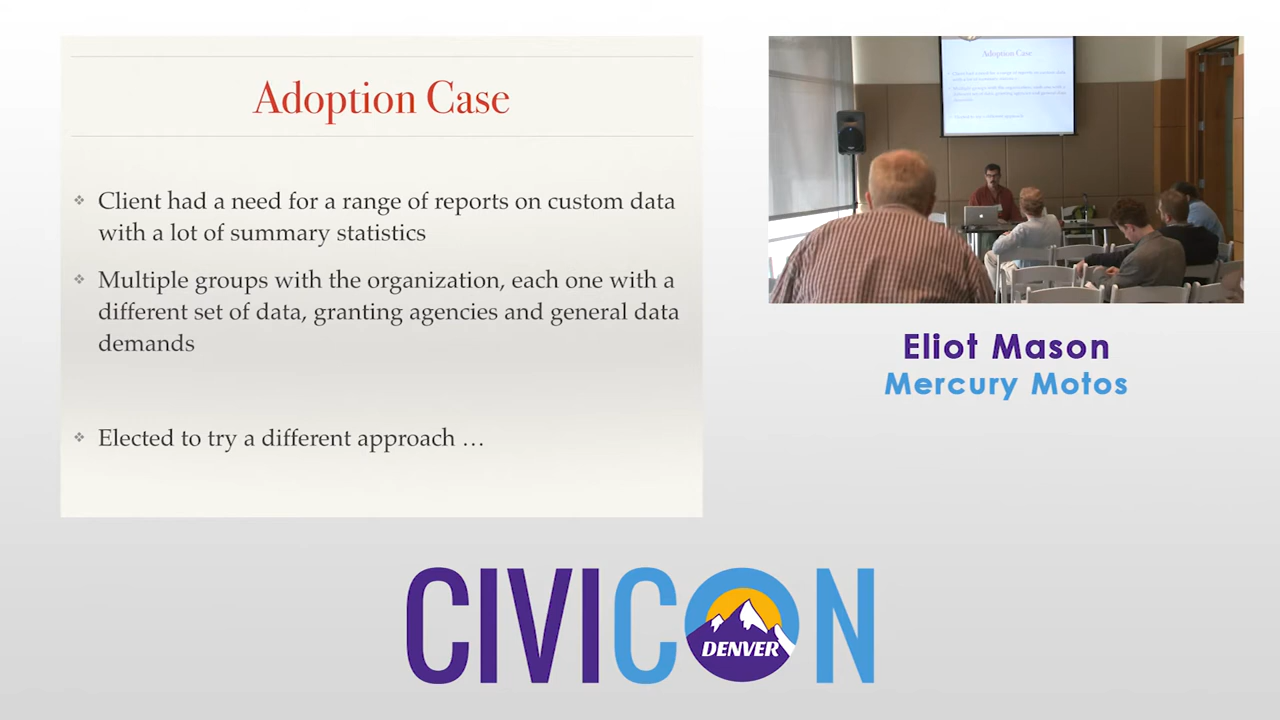 Adoption Case
❖ Client had a need for a range of reports on custom data
with a lot of summary statistics
❖ Multiple groups with the organization, each one with a
different set of data, granting agencies and general data
demands
❖ Elected to try a different approach …
Adoption Case
Eliot Mason
Mercury Motos
CIVICON
DENVER